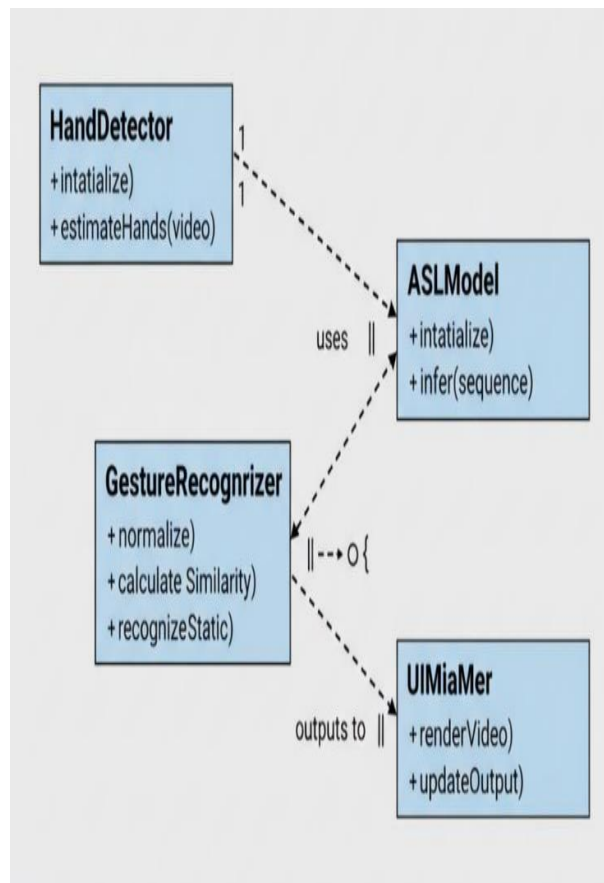 HandDetector
+intatialize)
+estimateHands(video)
1
1
ASLModel
+intatialize)
+infer(sequence)
uses ||
GestureRecognrizer
+normalize)
+calculate Similarity)
+recognizeStatic)
||--→ O {
UIMiaMer
+renderVideo)
+updateOutput)
outputs to ||